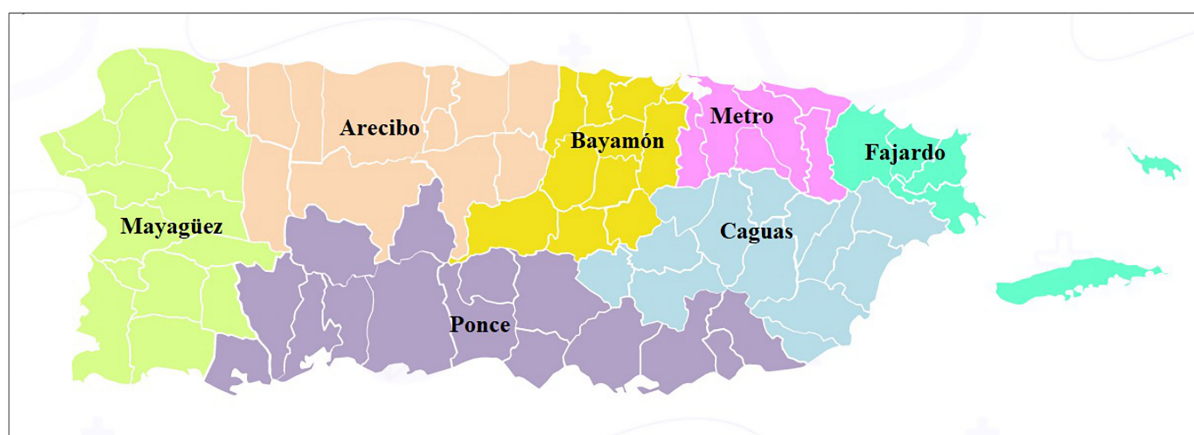 Arecibo
Bayamón
Metro
Fajardo
Mayagüez
Caguas
Ponce